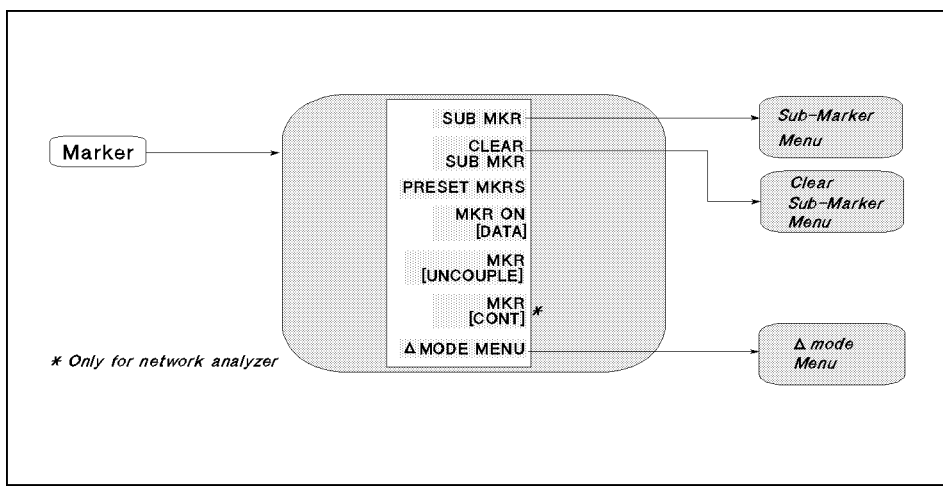 Marker
SUB MKR
CLEAR
SUB MKR
PRESET MKRS
MKR ON
[DATA]
MKR
[UNCOUPLE]
MKR
[CONT] *
Δ MODE MENU
Sub-Marker
Menu
Clear
Sub-Marker
Menu
Δ mode
Menu
* Only for network analyzer